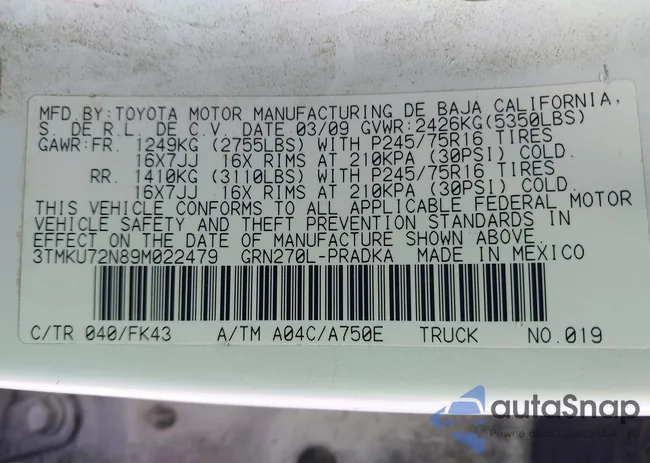 MFD.BY:TOYOTA MOTOR MANUFACTURING DE BAJA CALIFORNIA,
S. DE R.L. DE C.V. DATE 03/09 GVWR:2426KG(5350LBS)
GAWR:FR. 1249KG (2755LBS) WITH P245/75R16 TIRES
16X7JJ 16X RIMS AT 210KPA (30PSI) COLD.
RR. 1410KG (3110LBS) WITH P245/75R16 TIRES
16X7JJ 16X RIMS AT 210KPA (30PSI) COLD.
THIS VEHICLE CONFORMS TO ALL APPLICABLE FEDERAL MOTOR
VEHICLE SAFETY AND THEFT PREVENTION STANDARDS IN
EFFECT ON THE DATE OF MANUFACTURE SHOWN ABOVE.
3TMKU72N89M022479 GRN270L-PRADKA MADE IN MEXICO
C/TR 040/FK43 A/TM A04C/A750E TRUCK NO.019
autoSnap